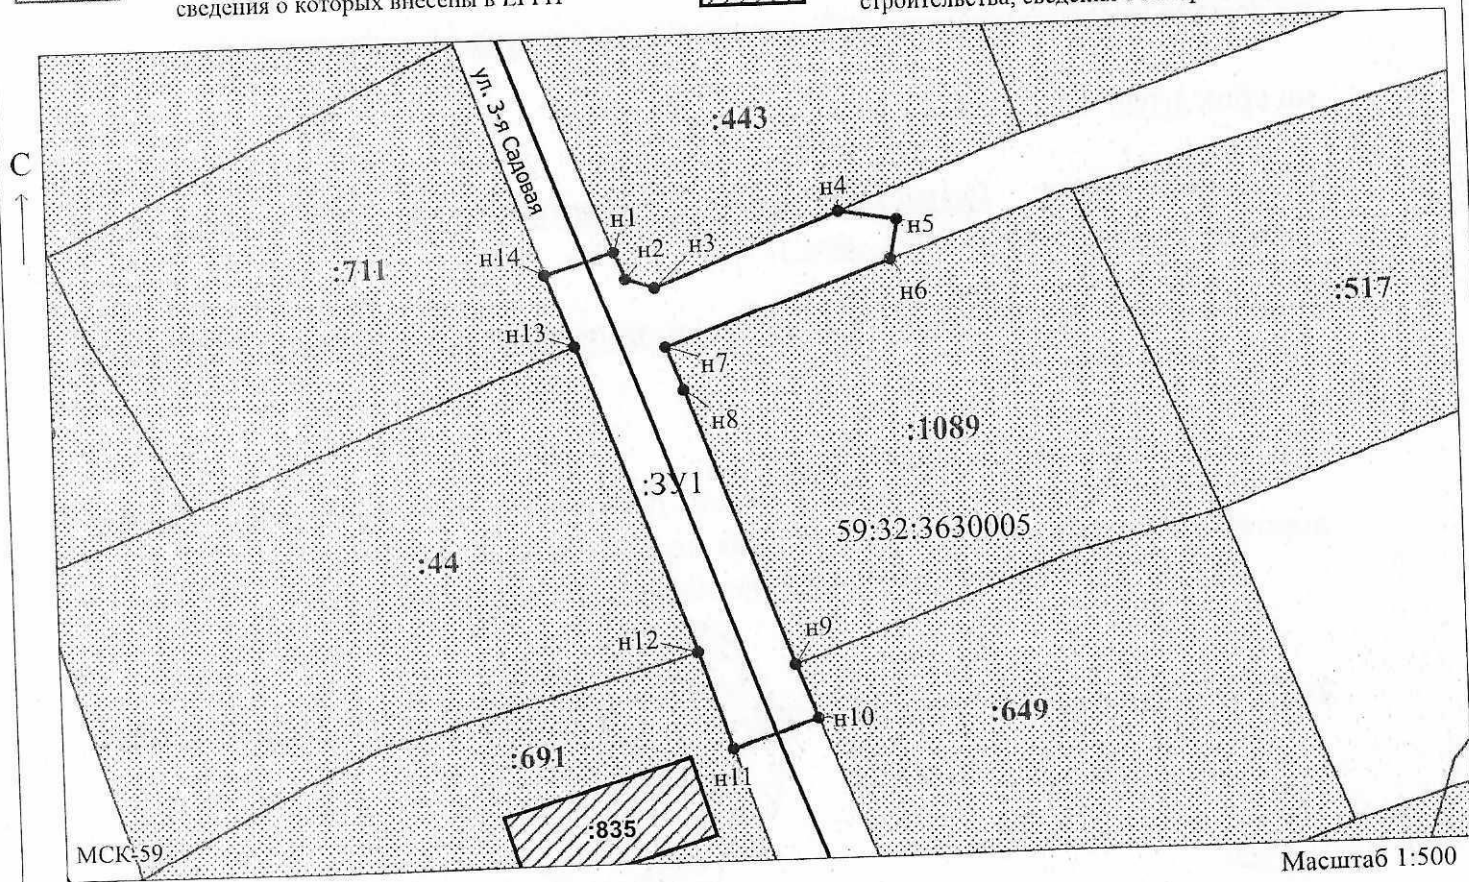 сведения о которых внесены в ЕГРН
строительства, сведения о
С
ул. 3-я Садовая
:443
н4
н5
н1
н2
н3
н14
:711
н6
:517
н13
н7
н8
:1089
:ЗУ1
59:32:3630005
:44
н12
н9
н10
:649
:691
н11
:835
МСК-59
Масштаб 1:500